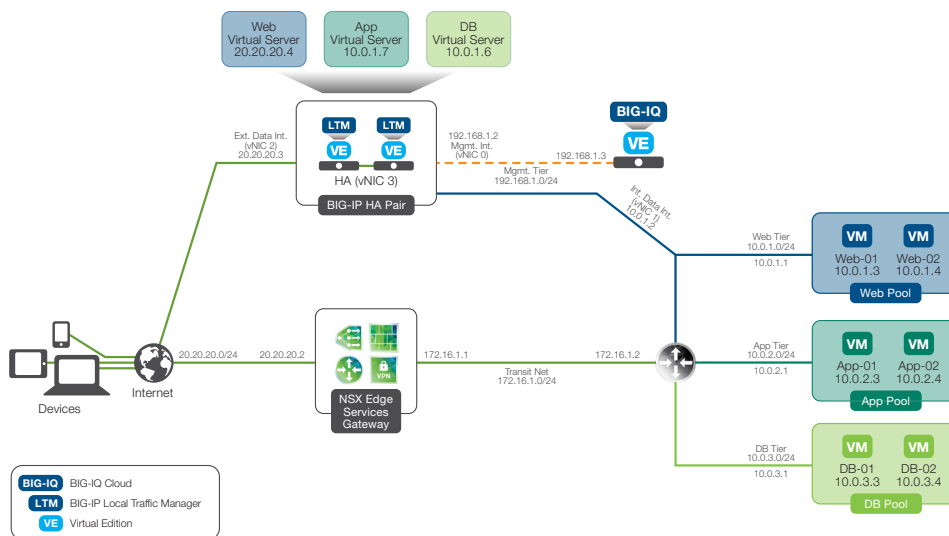 Web
Virtual Server
20.20.20.4
App
Virtual Server
10.0.1.7
DB
Virtual Server
10.0.1.6
LTM
LTM
VE
VE
HA (vNIC 3)
BIG-IP HA Pair
Ext. Data Int.
(vNIC 2)
20.20.20.3
192.168.1.2
Mgmt. Int.
(vNIC 0)
192.168.1.3
Mgmt. Tier
192.168.1.0/24
BIG-IQ
VE
Int. Data Int.
(vNIC 1)
10.0.1.2
Web Tier
10.0.1.0/24
10.0.1.1
VM
VM
Web-01
10.0.1.3
Web-02
10.0.1.4
Web Pool
Devices
Internet
20.20.20.0/24
20.20.20.2
VPN
NSX Edge
Services
Gateway
172.16.1.1
Transit Net
172.16.1.0/24
172.16.1.2
App Tier
10.0.2.0/24
10.0.2.1
VM
VM
App-01
10.0.2.3
App-02
10.0.2.4
App Pool
DB Tier
10.0.3.0/24
10.0.3.1
VM
VM
DB-01
10.0.3.3
DB-02
10.0.3.4
DB Pool
BIG-IQ BIG-IQ Cloud
LTM BIG-IP Local Traffic Manager
VE Virtual Edition